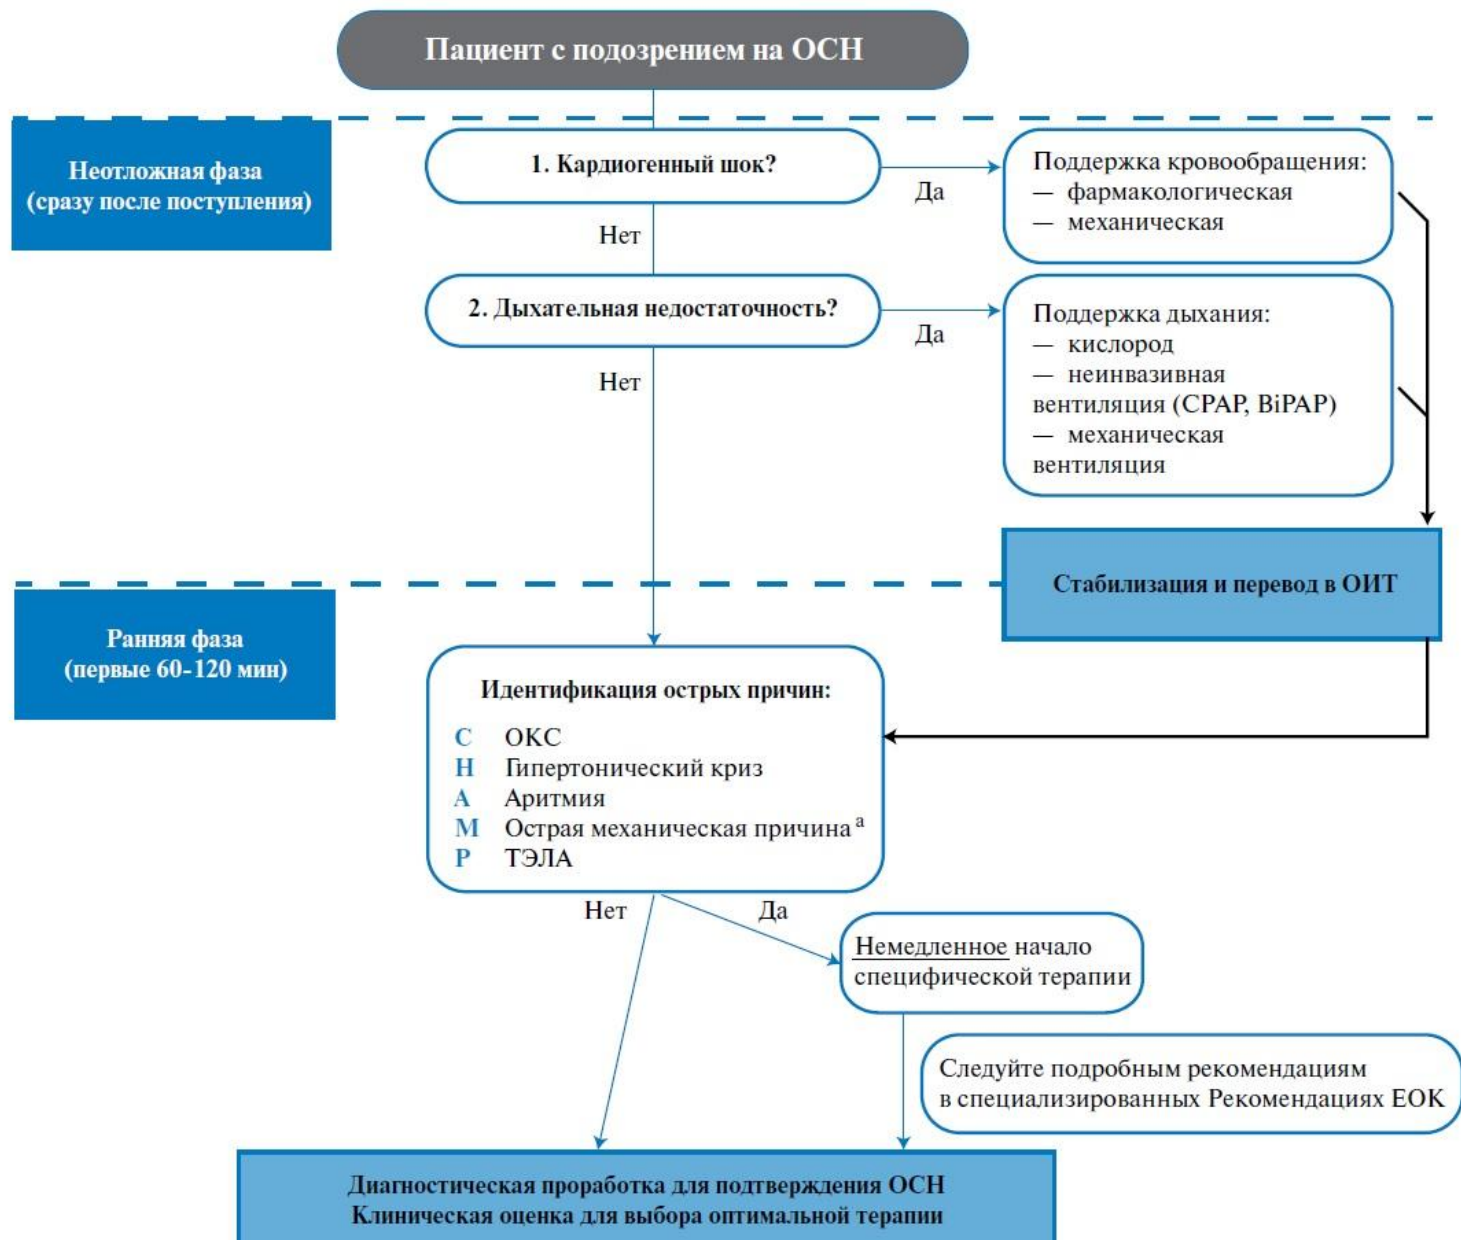 Пациент с подозрением на ОСН
Неотложная фаза
(сразу после поступления)
1. Кардиогенный шок?
Да
Поддержка кровообращения:
— фармакологическая
— механическая
Нет
2. Дыхательная недостаточность?
Да
Поддержка дыхания:
— кислород
— неинвазивная
вентиляция (CPAP, BiPAP)
— механическая
вентиляция
Нет
Стабилизация и перевод в ОИТ
Ранняя фаза
(первые 60-120 мин)
Идентификация острых причин:
C ОКС
H Гипертонический криз
A Аритмия
M Острая механическая причина a
P ТЭЛА
Нет
Да
Немедленное начало
специфической терапии
Следуйте подробным рекомендациям
в специализированных Рекомендациях ЕОК
Диагностическая проработка для подтверждения ОСН
Клиническая оценка для выбора оптимальной терапии